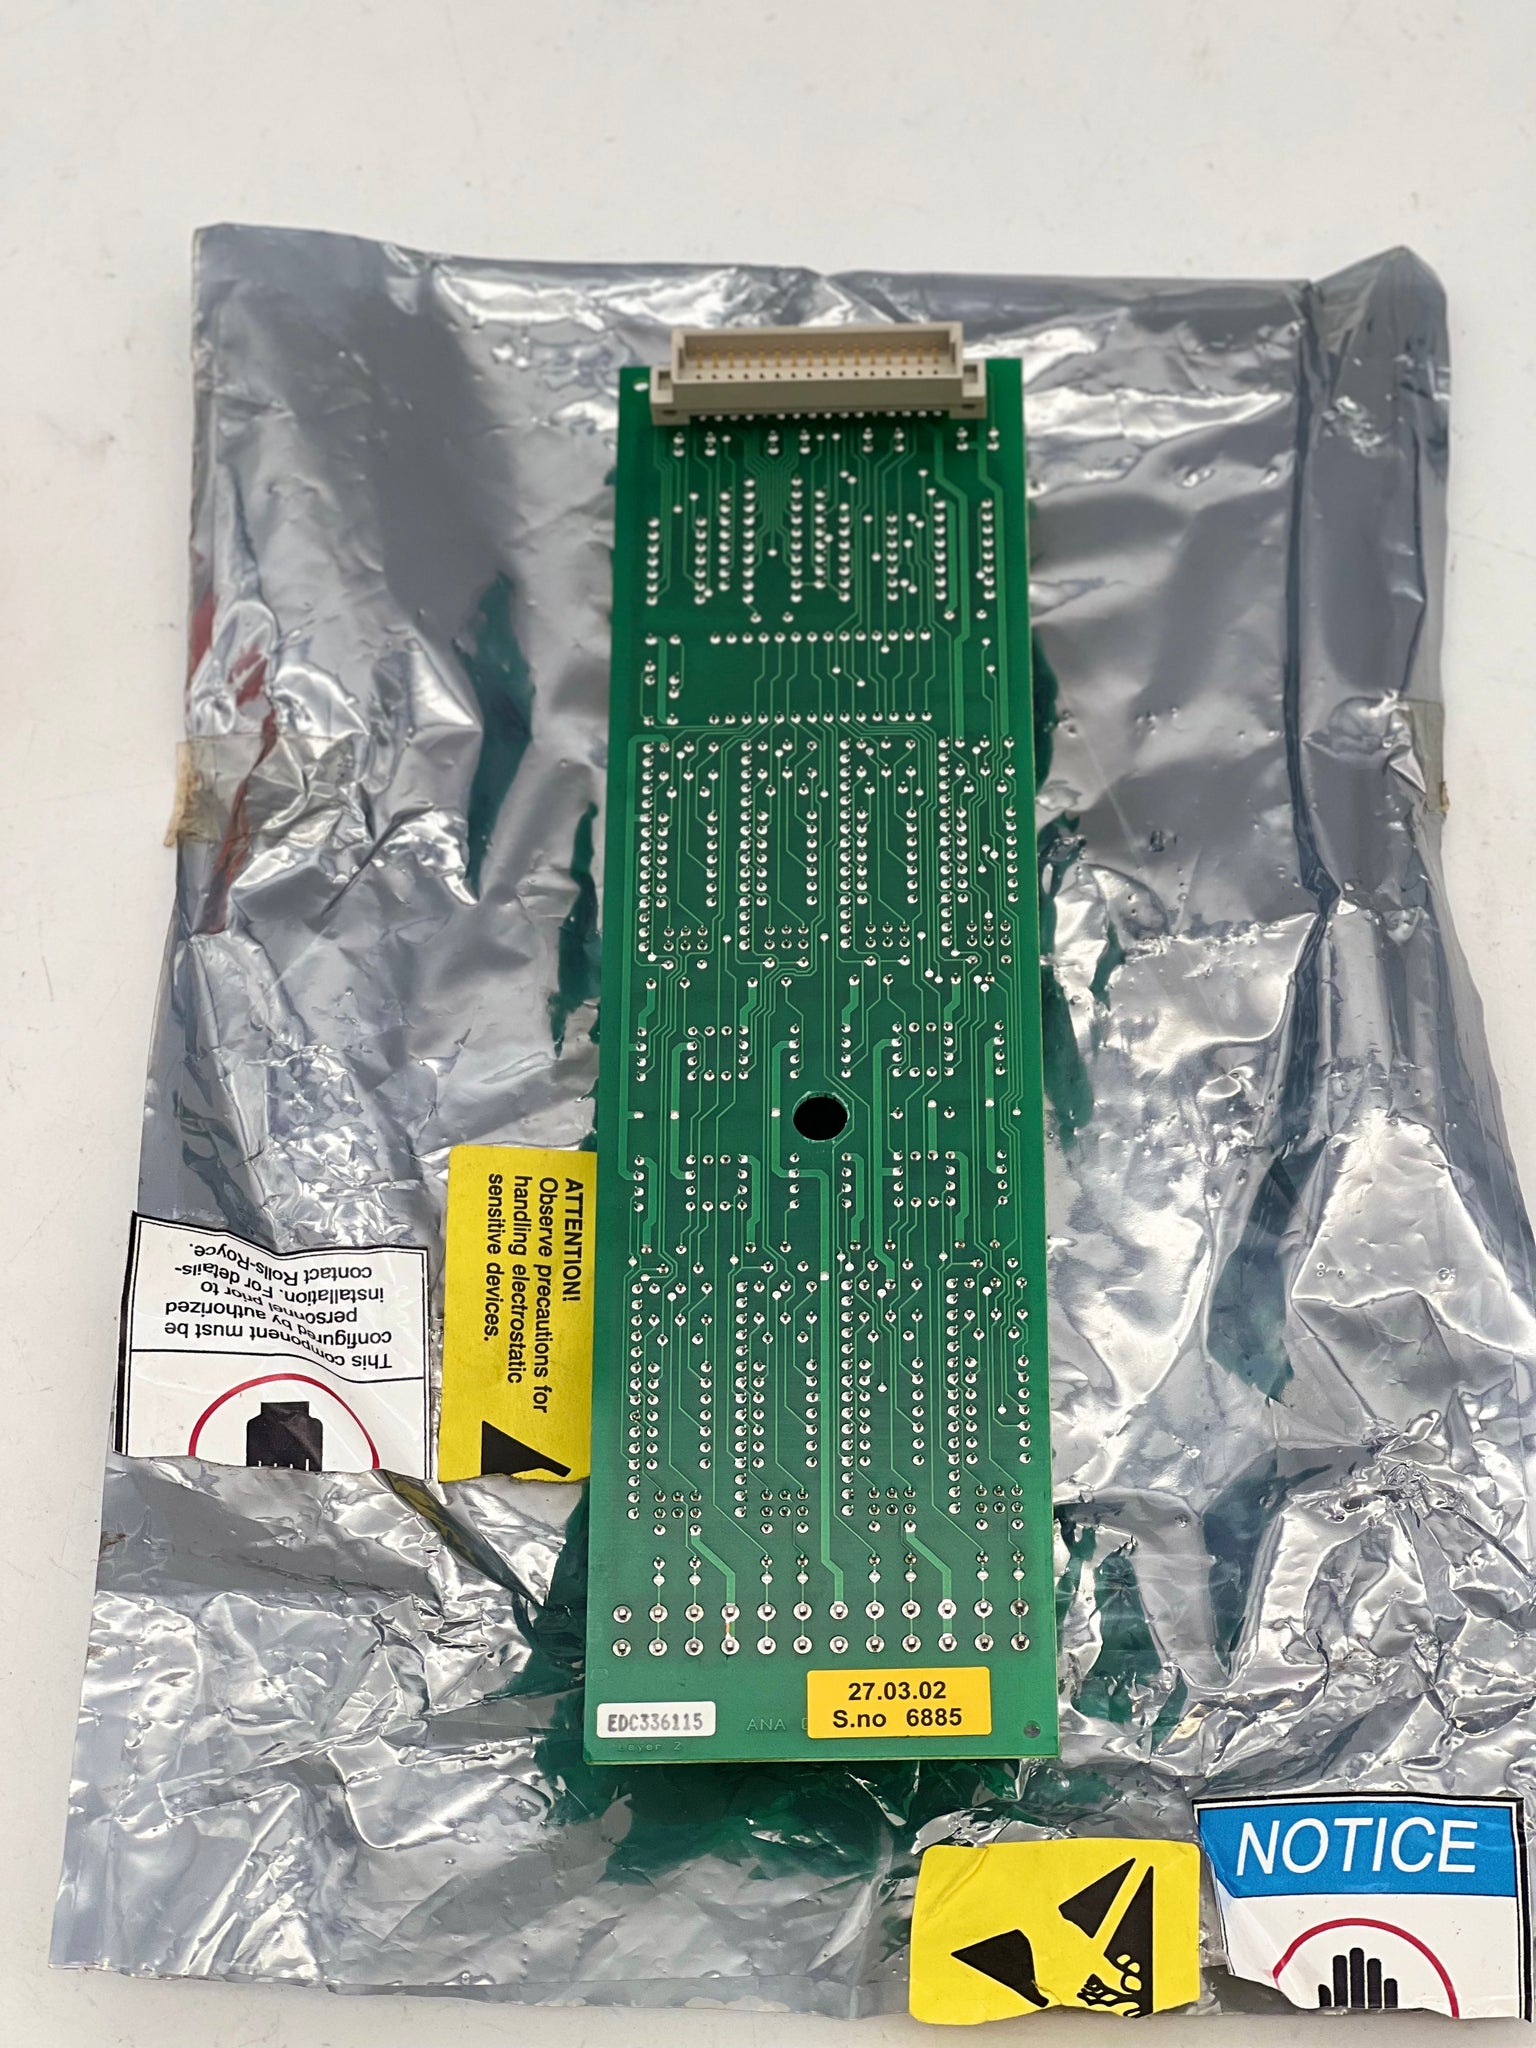 ATTENTION!
Observe precautions for
handling electrostatic
sensitive devices.
This component must be
configured by authorized
personnel prior to
installation. For details-
contact Rolls-Royce.
27.03.02
S.no 6885
EDC336115
ANA
Layer 2
NOTICE